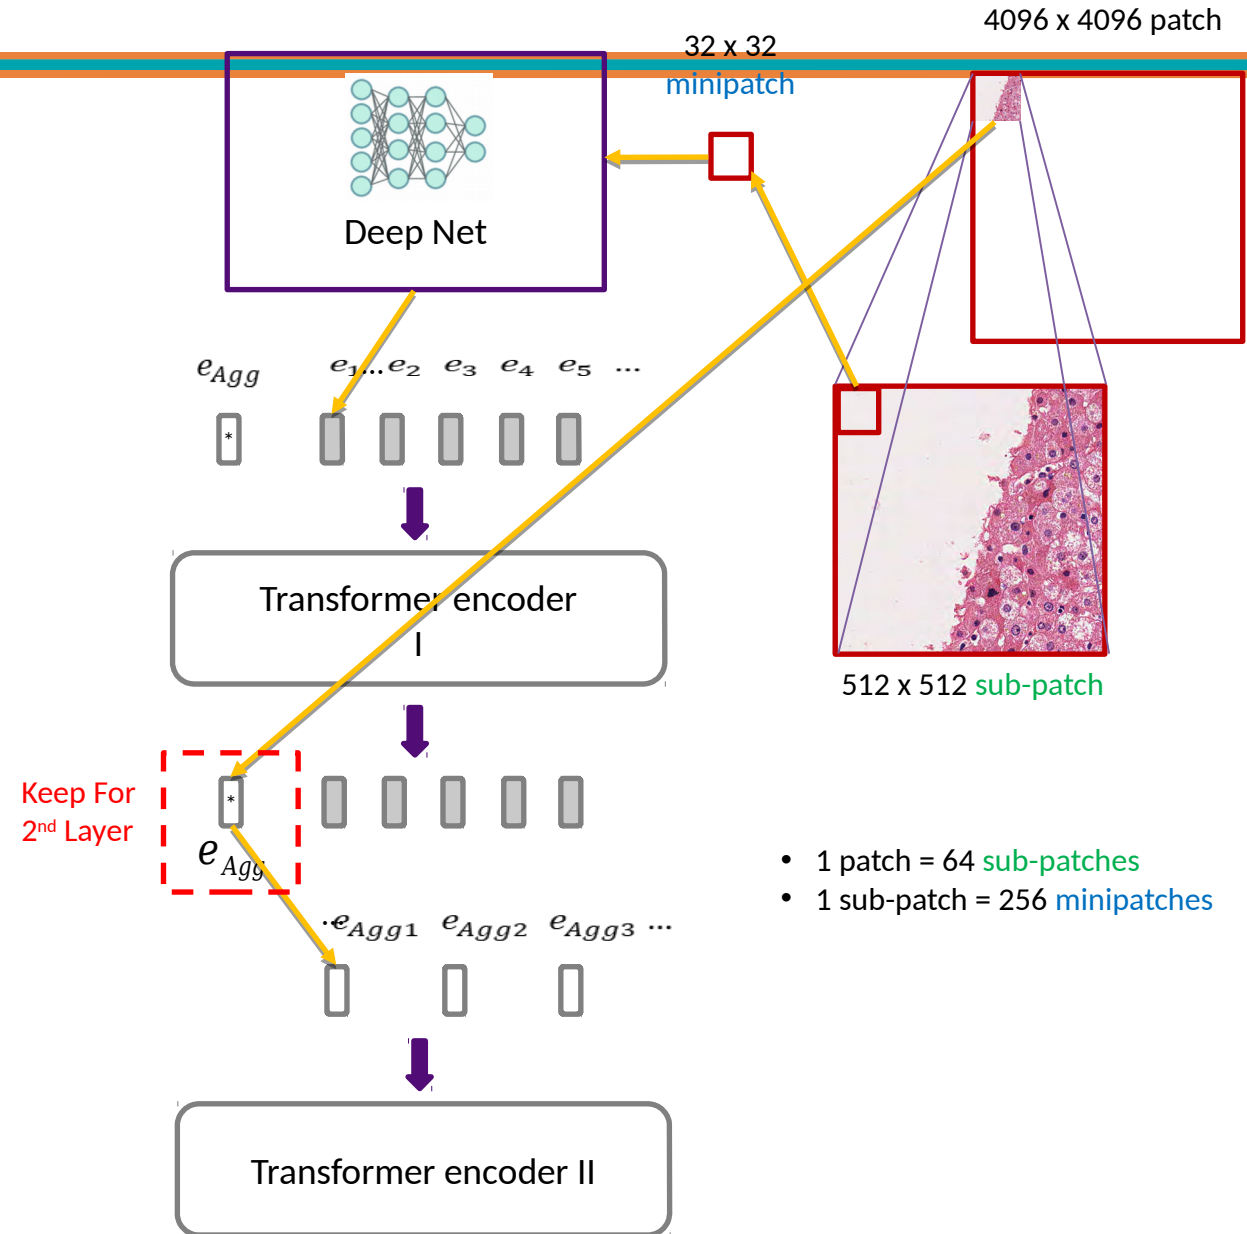 4096 x 4096 patch
32 x 32
minipatch
Deep Net
e_Agg e_1... e_2 e_3 e_4 e_5 ...
*
Transformer encoder
I
Keep For
2nd Layer
*
e_Agg
512 x 512 sub-patch
• 1 patch = 64 sub-patches
• 1 sub-patch = 256 minipatches
...e_Agg1 e_Agg2 e_Agg3 ...
Transformer encoder II